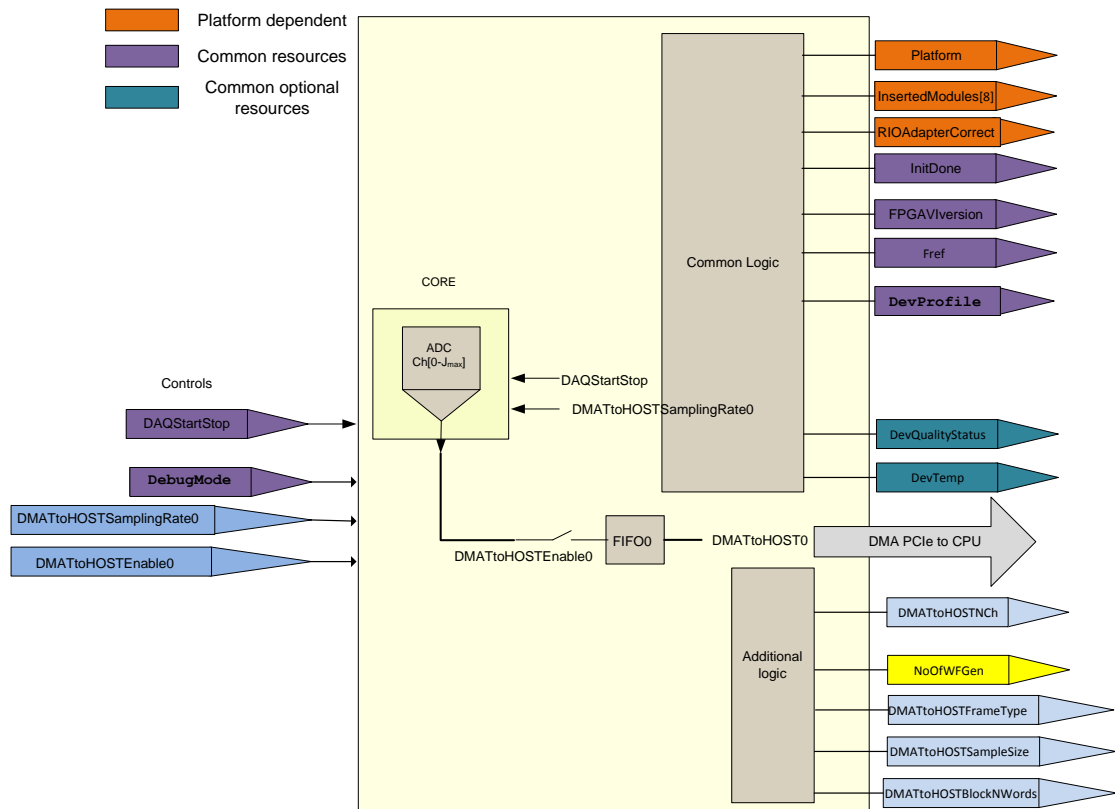 Platform dependent
Common resources
Common optional
resources
Platform
InsertedModules[8]
RIOAdapterCorrect
InitDone
FPGAVIversion
Fref
DevProfile
Common Logic
CORE
ADC
Ch[0-Jmax]
DAQStartStop
DMATtoHOSTSamplingRate0
Controls
DAQStartStop
DebugMode
DMATtoHOSTSamplingRate0
DMATtoHOSTEnable0
DevQualityStatus
DevTemp
DMATtoHOSTEnable0
FIFO0
DMATtoHOST0
DMA PCIe to CPU
Additional
logic
DMATtoHOSTNCh
NoOfWFGen
DMATtoHOSTFrameType
DMATtoHOSTSampleSize
DMATtoHOSTBlockNWords